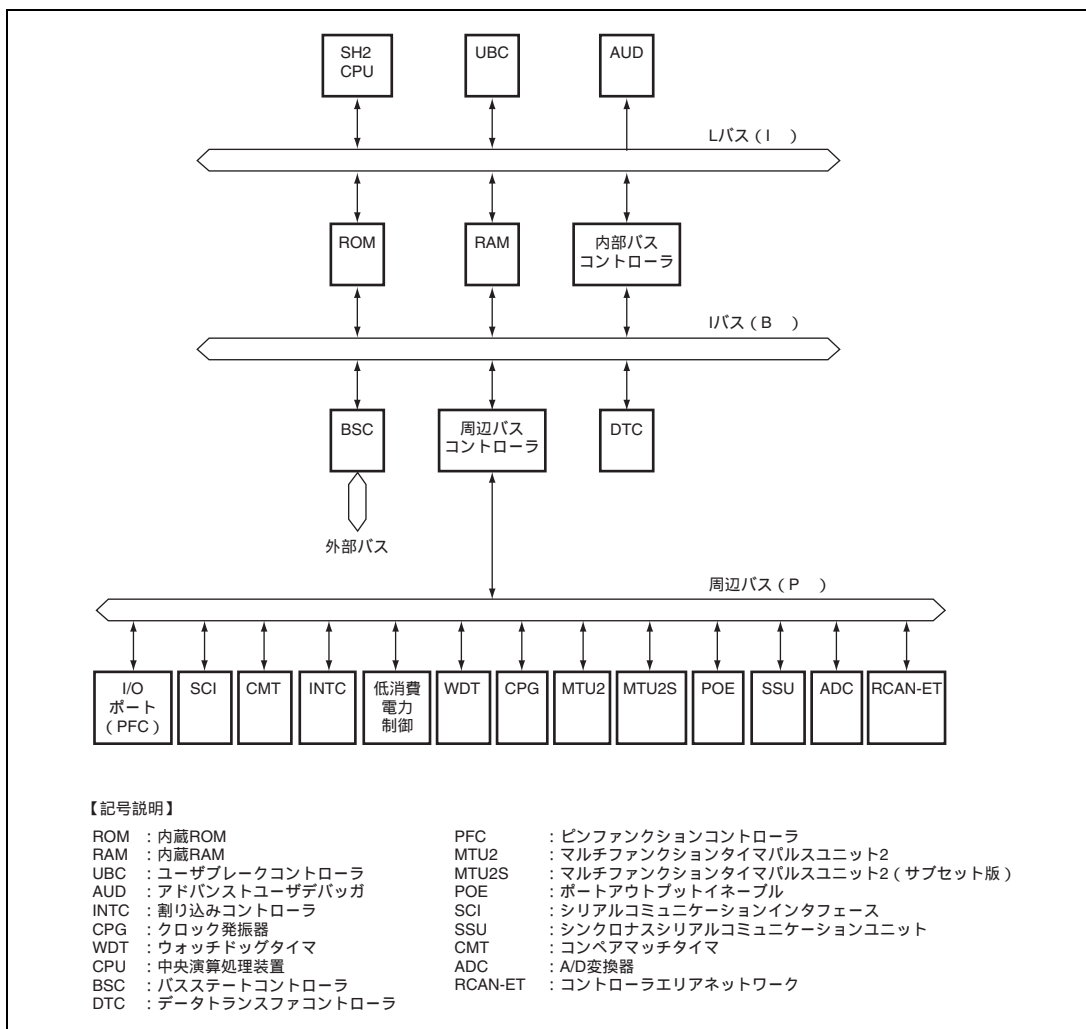 SH2
CPU
UBC
AUD
Lバス(I )
ROM
RAM
内部バス
コントローラ
Iバス(B )
BSC
周辺バス
コントローラ
DTC
外部バス
周辺バス(P )
I/O
ポート
(PFC)
SCI
CMT
INTC
低消費
電力
制御
WDT
CPG
MTU2
MTU2S
POE
SSU
ADC
RCAN-ET
【記号説明】
ROM :内蔵ROM
RAM :内蔵RAM
UBC :ユーザブレークコントローラ
AUD :アドバンストユーザデバッガ
INTC :割り込みコントローラ
CPG :クロック発振器
WDT :ウォッチドッグタイマ
CPU :中央演算処理装置
BSC :バスステートコントローラ
DTC :データトランスファコントローラ
PFC :ピンファンクションコントローラ
MTU2 :マルチファンクションタイマパルスユニット2
MTU2S :マルチファンクションタイマパルスユニット2(サブセット版)
POE :ポートアウトプットイネーブル
SCI :シリアルコミュニケーションインタフェース
SSU :シンクロナスシリアルコミュニケーションユニット
CMT :コンペアマッチタイマ
ADC :A/D変換器
RCAN-ET :コントローラエリアネットワーク